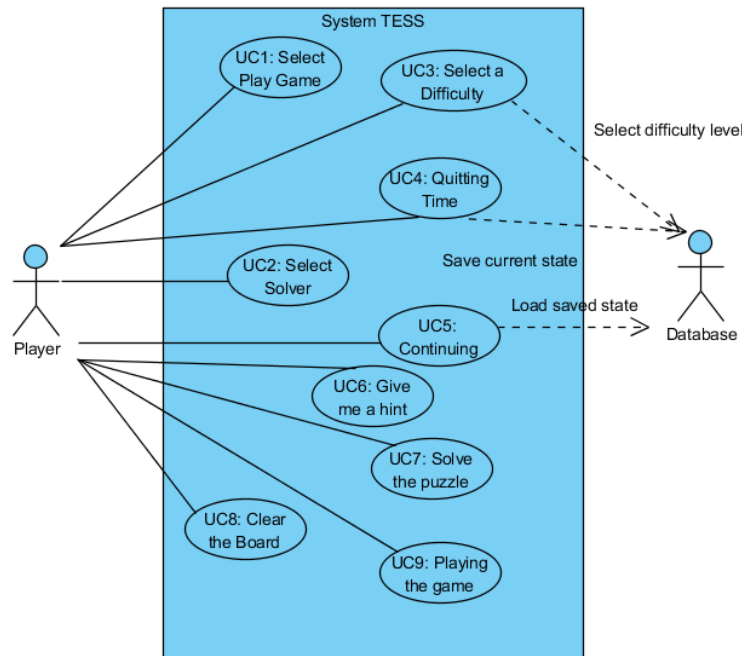 System TESS
UC1: Select
Play Game
UC3: Select a
Difficulty
Select difficulty level
UC4: Quitting
Time
UC2: Select
Solver
Save current state
Load saved state
Player
Database
UC5:
Continuing
UC6: Give
me a hint
UC7: Solve
the puzzle
UC8: Clear
the Board
UC9: Playing
the game